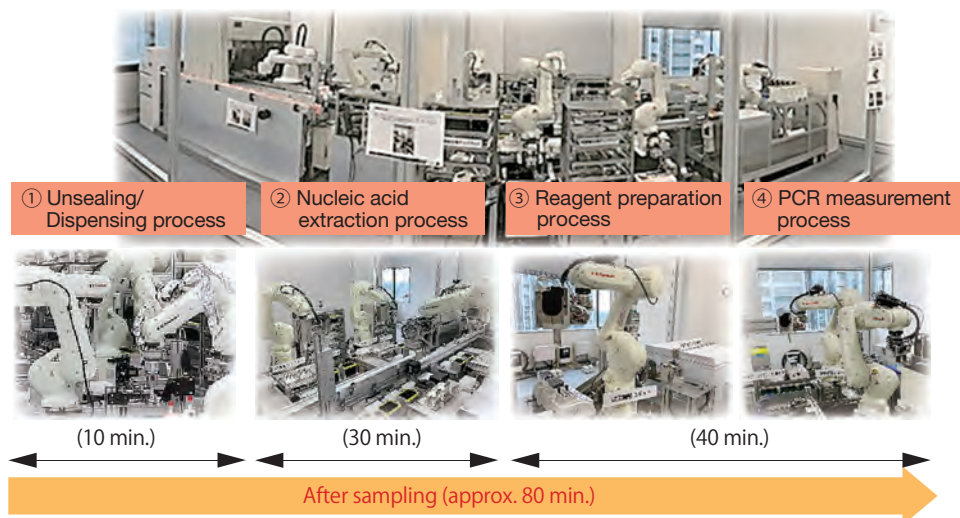 ① Unsealing/
Dispensing process
② Nucleic acid
extraction process
③ Reagent preparation
process
④ PCR measurement
process
(10 min.)
(30 min.)
(40 min.)
After sampling (approx. 80 min.)